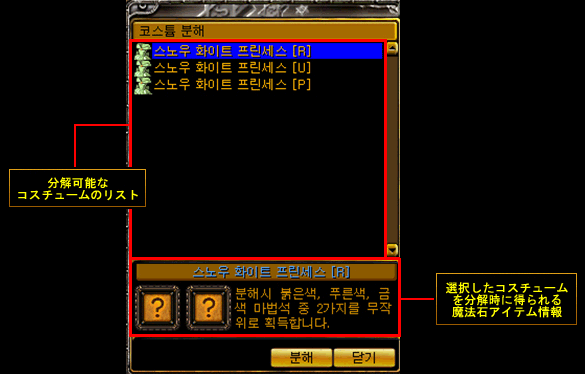 코스튬 분해
스노우 화이트 프린세스 [R]
스노우 화이트 프린세스 [U]
스노우 화이트 프린세스 [P]
分解可能な
コスチュームのリスト
스노우 화이트 프린세스 [R]
? ?
분해시 붉은색, 푸른색, 금
색 마법석 중 2가지를 무작
위로 획득합니다.
選択したコスチューム
を分解時に得られる
魔法石アイテム情報
분해 닫기